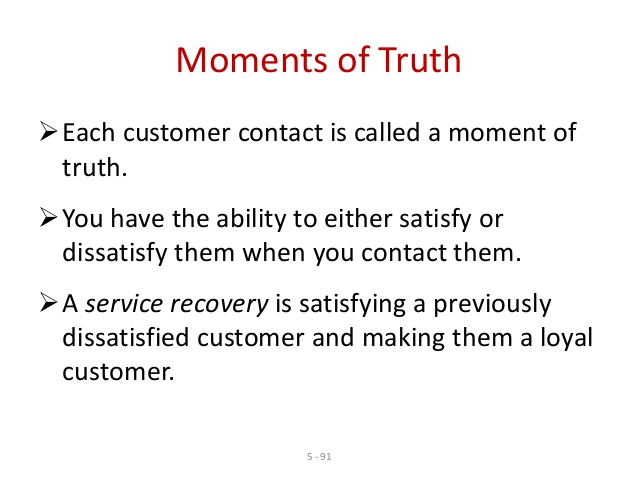 Moments of Truth
➢Each customer contact is called a moment of
truth.
➢You have the ability to either satisfy or
dissatisfy them when you contact them.
➢A service recovery is satisfying a previously
dissatisfied customer and making them a loyal
customer.
5 - 91